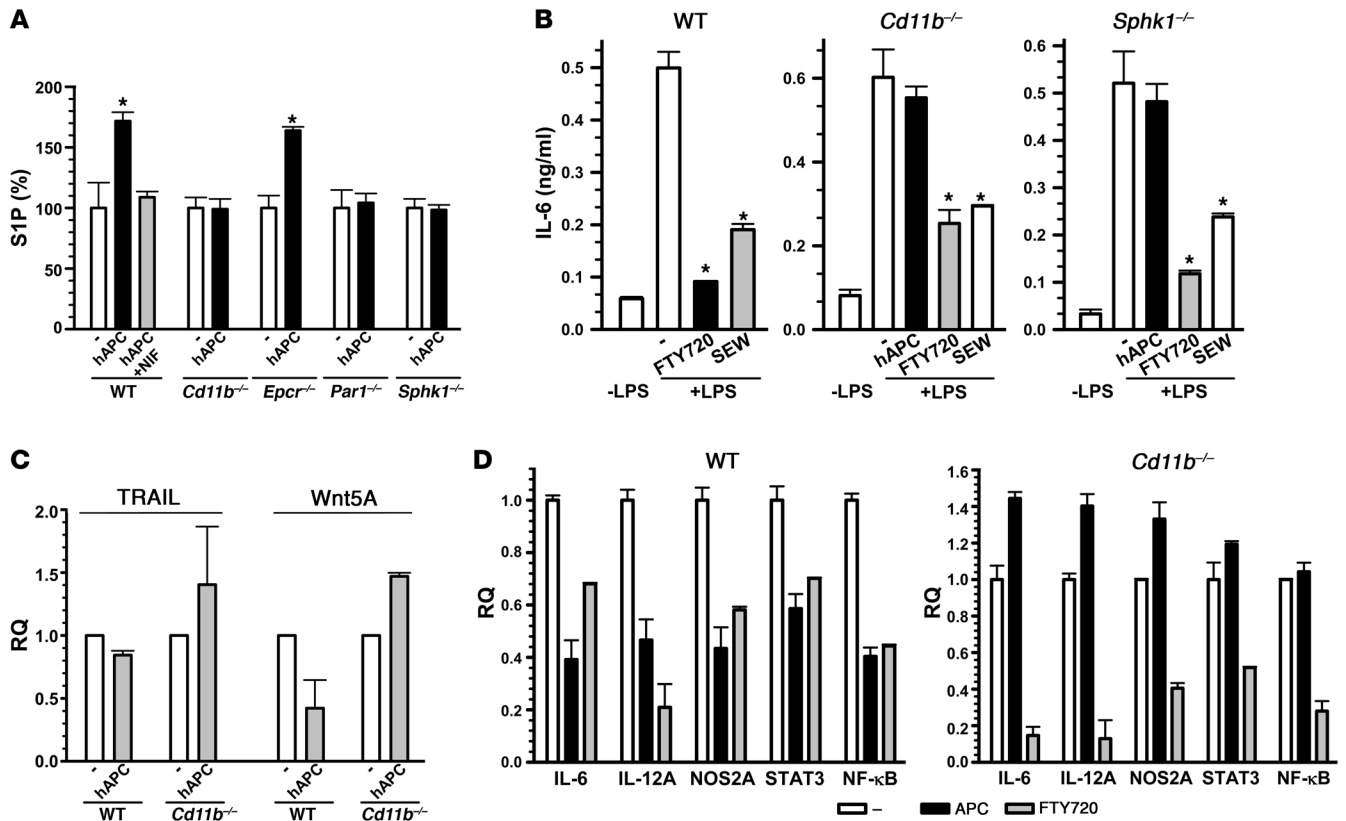 A
S1P (%)
200
150
100
50
0
-
hAPC
hAPC
+NIF
-
hAPC
-
hAPC
-
hAPC
-
hAPC
*
*
WT
Cd11b–/–
Epcr–/–
Par1–/–
Sphk1–/–
B
WT
Cd11b–/–
Sphk1–/–
IL-6 (ng/ml)
0.5
0.4
0.3
0.2
0.1
0.0
*
*
-
FTY720
SEW
-LPS
+LPS
0.6
0.4
0.2
0.0
*
*
-
hAPC
FTY720
SEW
-LPS
+LPS
0.6
0.5
0.4
0.3
0.2
0.1
0.0
*
*
-
hAPC
FTY720
SEW
-LPS
+LPS
C
TRAIL
Wnt5A
RQ
2.0
1.5
1.0
0.5
0.0
-
hAPC
-
hAPC
-
hAPC
-
hAPC
WT
Cd11b–/–
WT
Cd11b–/–
D
WT
Cd11b–/–
RQ
1.0
0.8
0.6
0.4
0.2
0.0
IL-6
IL-12A
NOS2A
STAT3
NF-κB
RQ
1.6
1.4
1.2
1.0
0.8
0.6
0.4
0.2
0.0
IL-6
IL-12A
NOS2A
STAT3
NF-κB
–
APC
FTY720